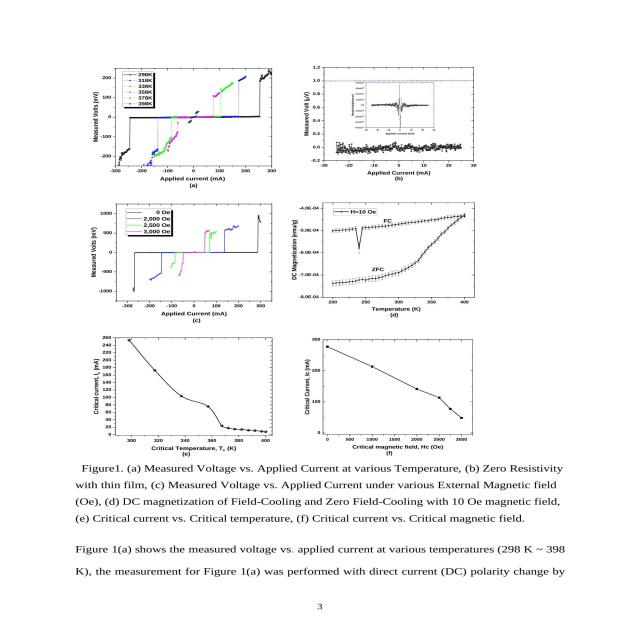 298K
318K
338K
358K
378K
398K
Measured Volts (mV)
200
100
0
-100
-200
-300 -200 -100 0 100 200 300
Applied current (mA)
(a)
Measured Volt (µV)
1.2
1.0
0.8
0.6
0.4
0.2
0.0
-0.2
-30 -20 -10 0 10 20 30
Applied Current (mA)
(b)
0 Oe
2,000 Oe
2,500 Oe
3,000 Oe
Measured Volts (mV)
1000
500
0
-500
-1000
-300 -200 -100 0 100 200 300
Applied Current (mA)
(c)
H=10 Oe
FC
ZFC
DC Magnetization (emu/g)
-4.0E-04
-5.0E-04
-6.0E-04
-7.0E-04
-8.0E-04
200 250 300 350 400
Temperature (K)
(d)
Critical current, Ic (mA)
260
240
220
200
180
160
140
120
100
80
60
40
20
0
300 320 340 360 380 400
Critical Temperature, Tc (K)
(e)
Critical Current, Ic (mA)
300
200
100
0
0 500 1000 1500 2000 2500 3000
Critical magnetic field, Hc (Oe)
(f)
Figure1. (a) Measured Voltage vs. Applied Current at various Temperature, (b) Zero Resistivity
with thin film, (c) Measured Voltage vs. Applied Current under various External Magnetic field
(Oe), (d) DC magnetization of Field-Cooling and Zero Field-Cooling with 10 Oe magnetic field,
(e) Critical current vs. Critical temperature, (f) Critical current vs. Critical magnetic field.
Figure 1(a) shows the measured voltage vs. applied current at various temperatures (298 K ~ 398
K), the measurement for Figure 1(a) was performed with direct current (DC) polarity change by
3